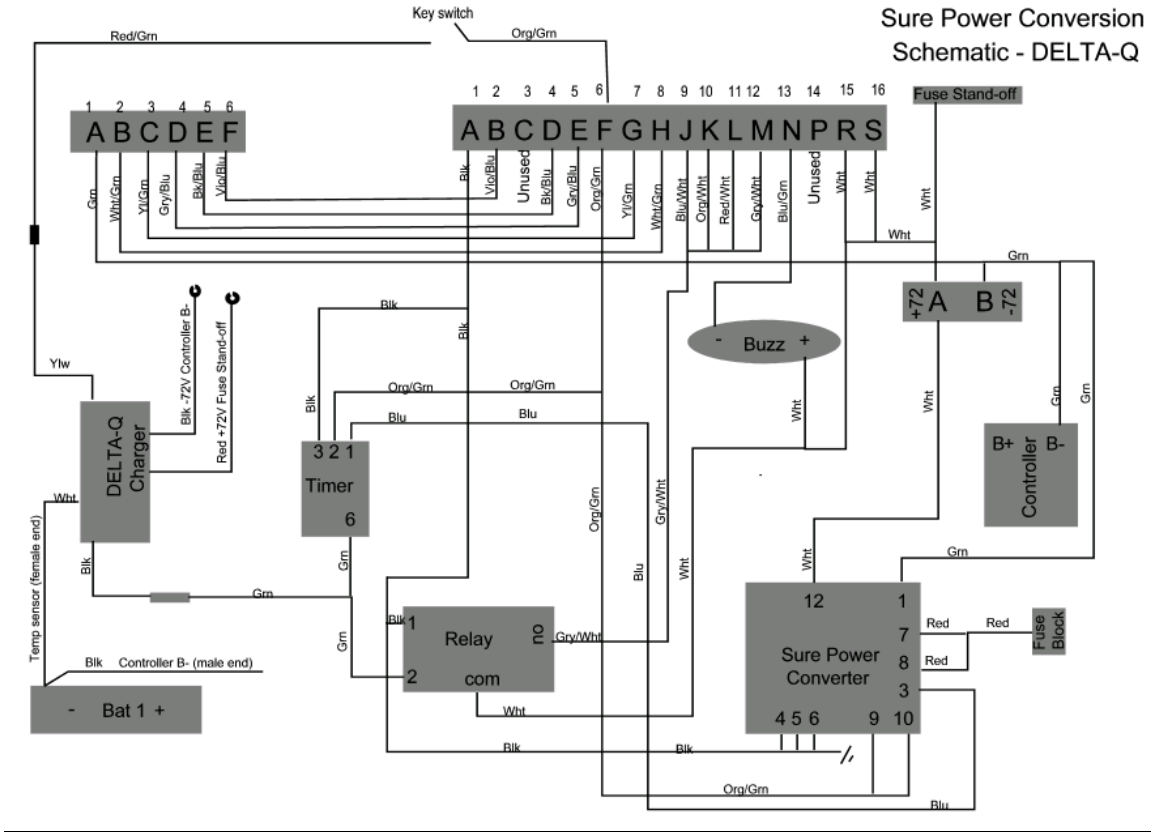 Key switch
Sure Power Conversion
Schematic - DELTA-Q
Red/Grn
Org/Grn
1 2 3 4 5 6
A B C D E F
1 2 3 4 5 6 7 8 9 10 11 12 13 14 15 16
A B C D E F G H J K L M N P R S
Fuse Stand-off
Grn
Wht/Grn
Yl/Grn
Gry/Blu
Bk/Blu
Vlo/Blu
Blk
Vlo/Blu
Unused
Bk/Blu
Gry/Blu
Org/Grn
Yl/Grn
Wht/Grn
Blu/Wht
Org/Wht
Red/Wht
Gry/Wht
Blu/Grn
Unused
Wht
Wht
Wht
Wht
Grn
+72 A B -72
Blk -72V Controller B-
Red +72V Fuse Stand-off
Blk
Blk
- Buzz +
Ylw
Blk
Org/Grn
Org/Grn
Blu
Blu
Wht
Wht
Grn
Grn
DELTA-Q
Charger
3 2 1
Timer
6
B+ B-
Controller
Wht
Org/Grn
Gry/Wht
Temp sensor (female end)
Blk
Grn
Grn
Blu
Wht
Wht
Grn
Grn
12 1
7
8
3
Sure Power
Converter
4 5 6 9 10
Red
Red
Red
Fuse
Block
Blk
1
Relay
no
2
com
Gry/Wht
Blk
Controller B- (male end)
- Bat 1 +
Wht
Blk
Blk
Org/Grn
Blu